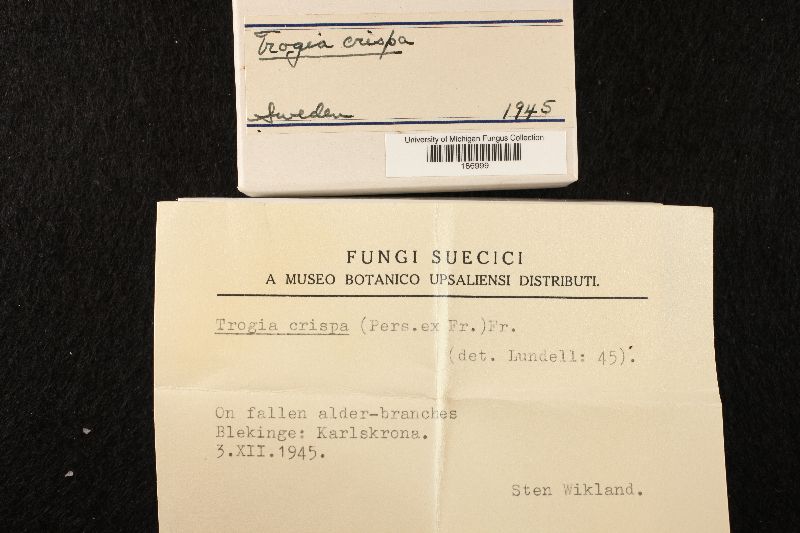 Trogia crispa
Sweden 1945
University of Michigan Fungus Collection
186999
FUNGI SUECICI
A MUSEO BOTANICO UPSALIENSI DISTRIBUTI.
Trogia crispa (Pers.ex Fr.)Fr.
(det. Lundell: 45).
On fallen alder-branches
Blekinge: Karlskrona.
3.XII.1945.
Sten Wikland.